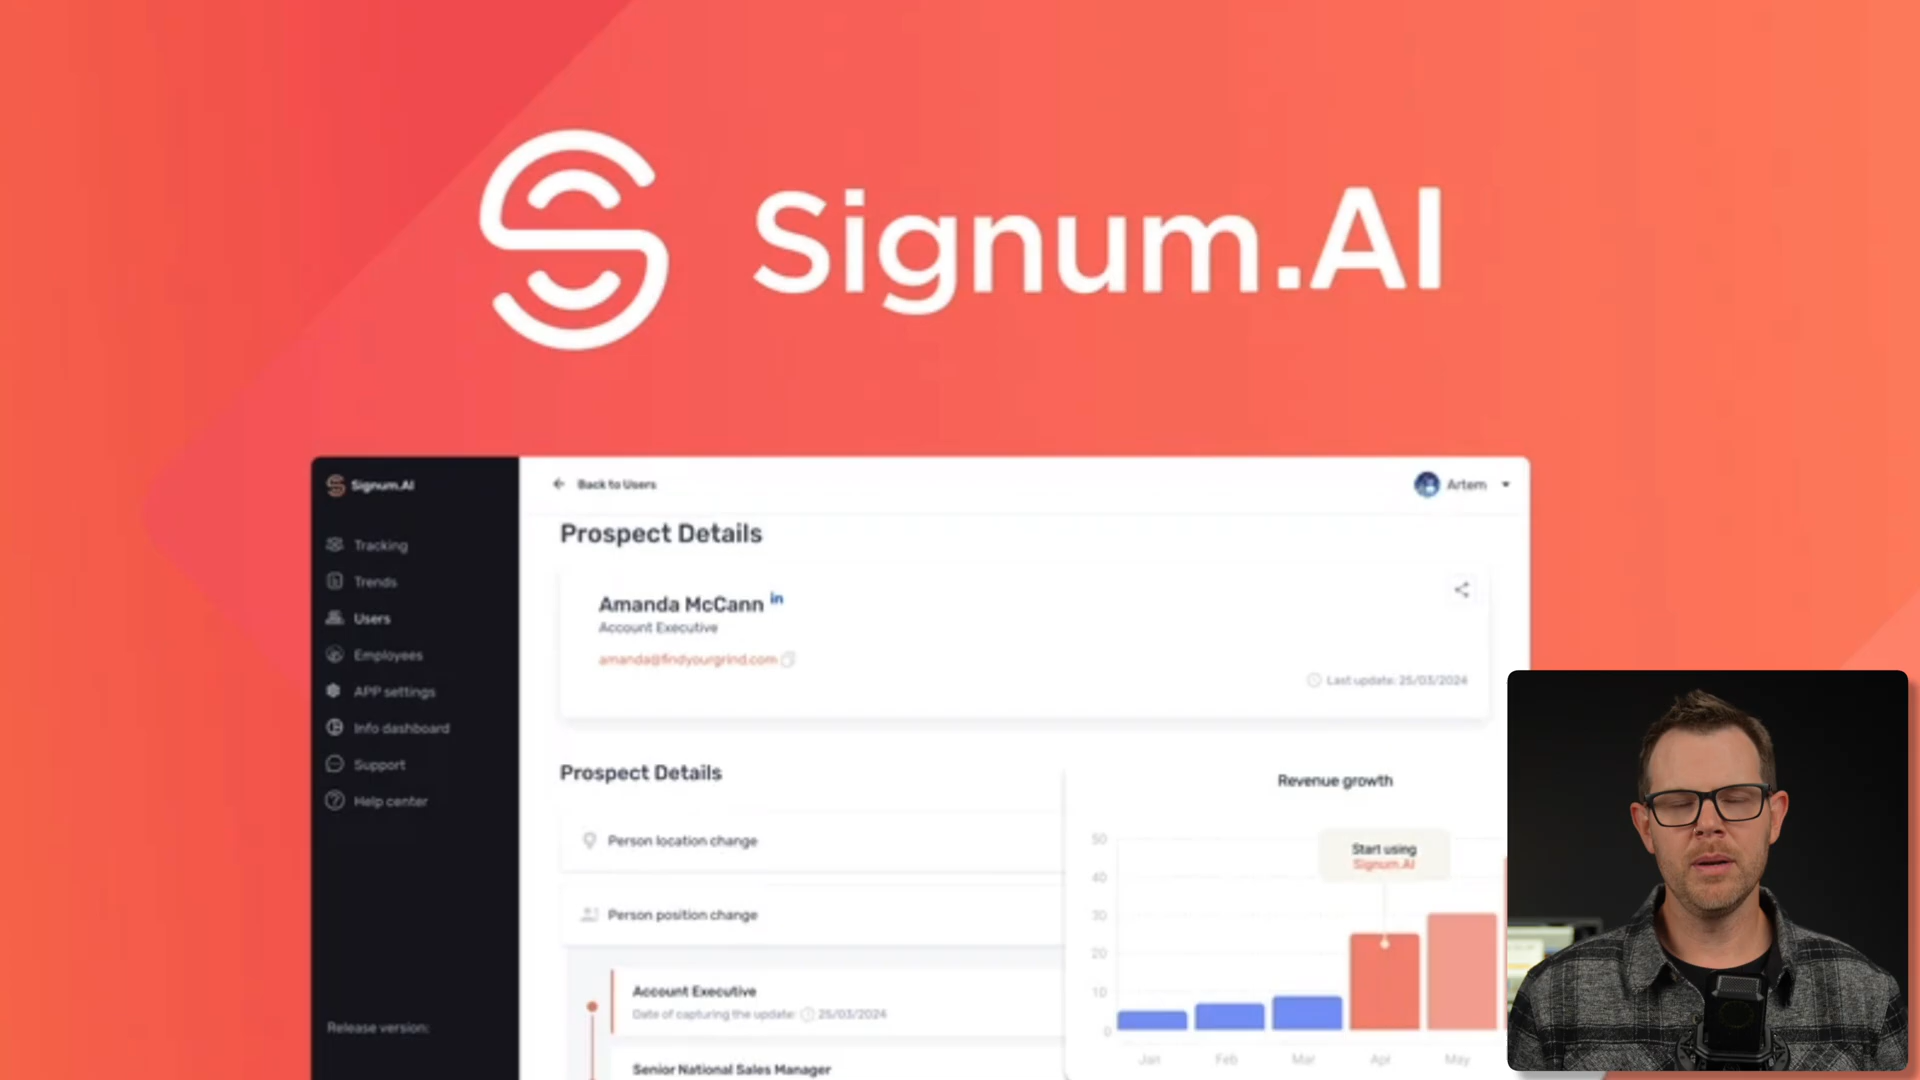 Signum.AI
Signum.AI
Back to Users
Artem
Prospect Details
Tracking
Trends
Users
Employees
APP settings
Info dashboard
Support
Help center
Release version:
Amanda McCann in
Account Executive
amanda@findyourgrind.com
Last update: 25/03/2024
Prospect Details
Person location change
Person position change
Account Executive
Date of capturing the update: 25/03/2024
Senior National Sales Manager
Revenue growth
Start using
Signum.AI
50
40
30
20
10
0
Jan Feb Mar Apr May